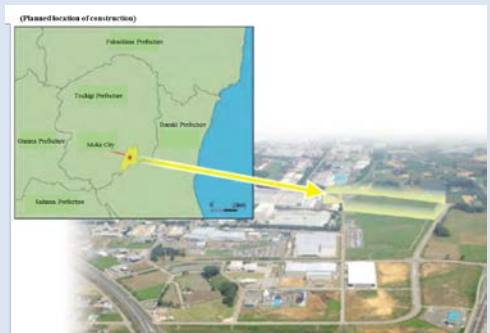 (Planned location of construction)
Fukushima Prefecture
Tochigi Prefecture
Ibaraki Prefecture
Gunma Prefecture
Moka City
Saitama Prefecture